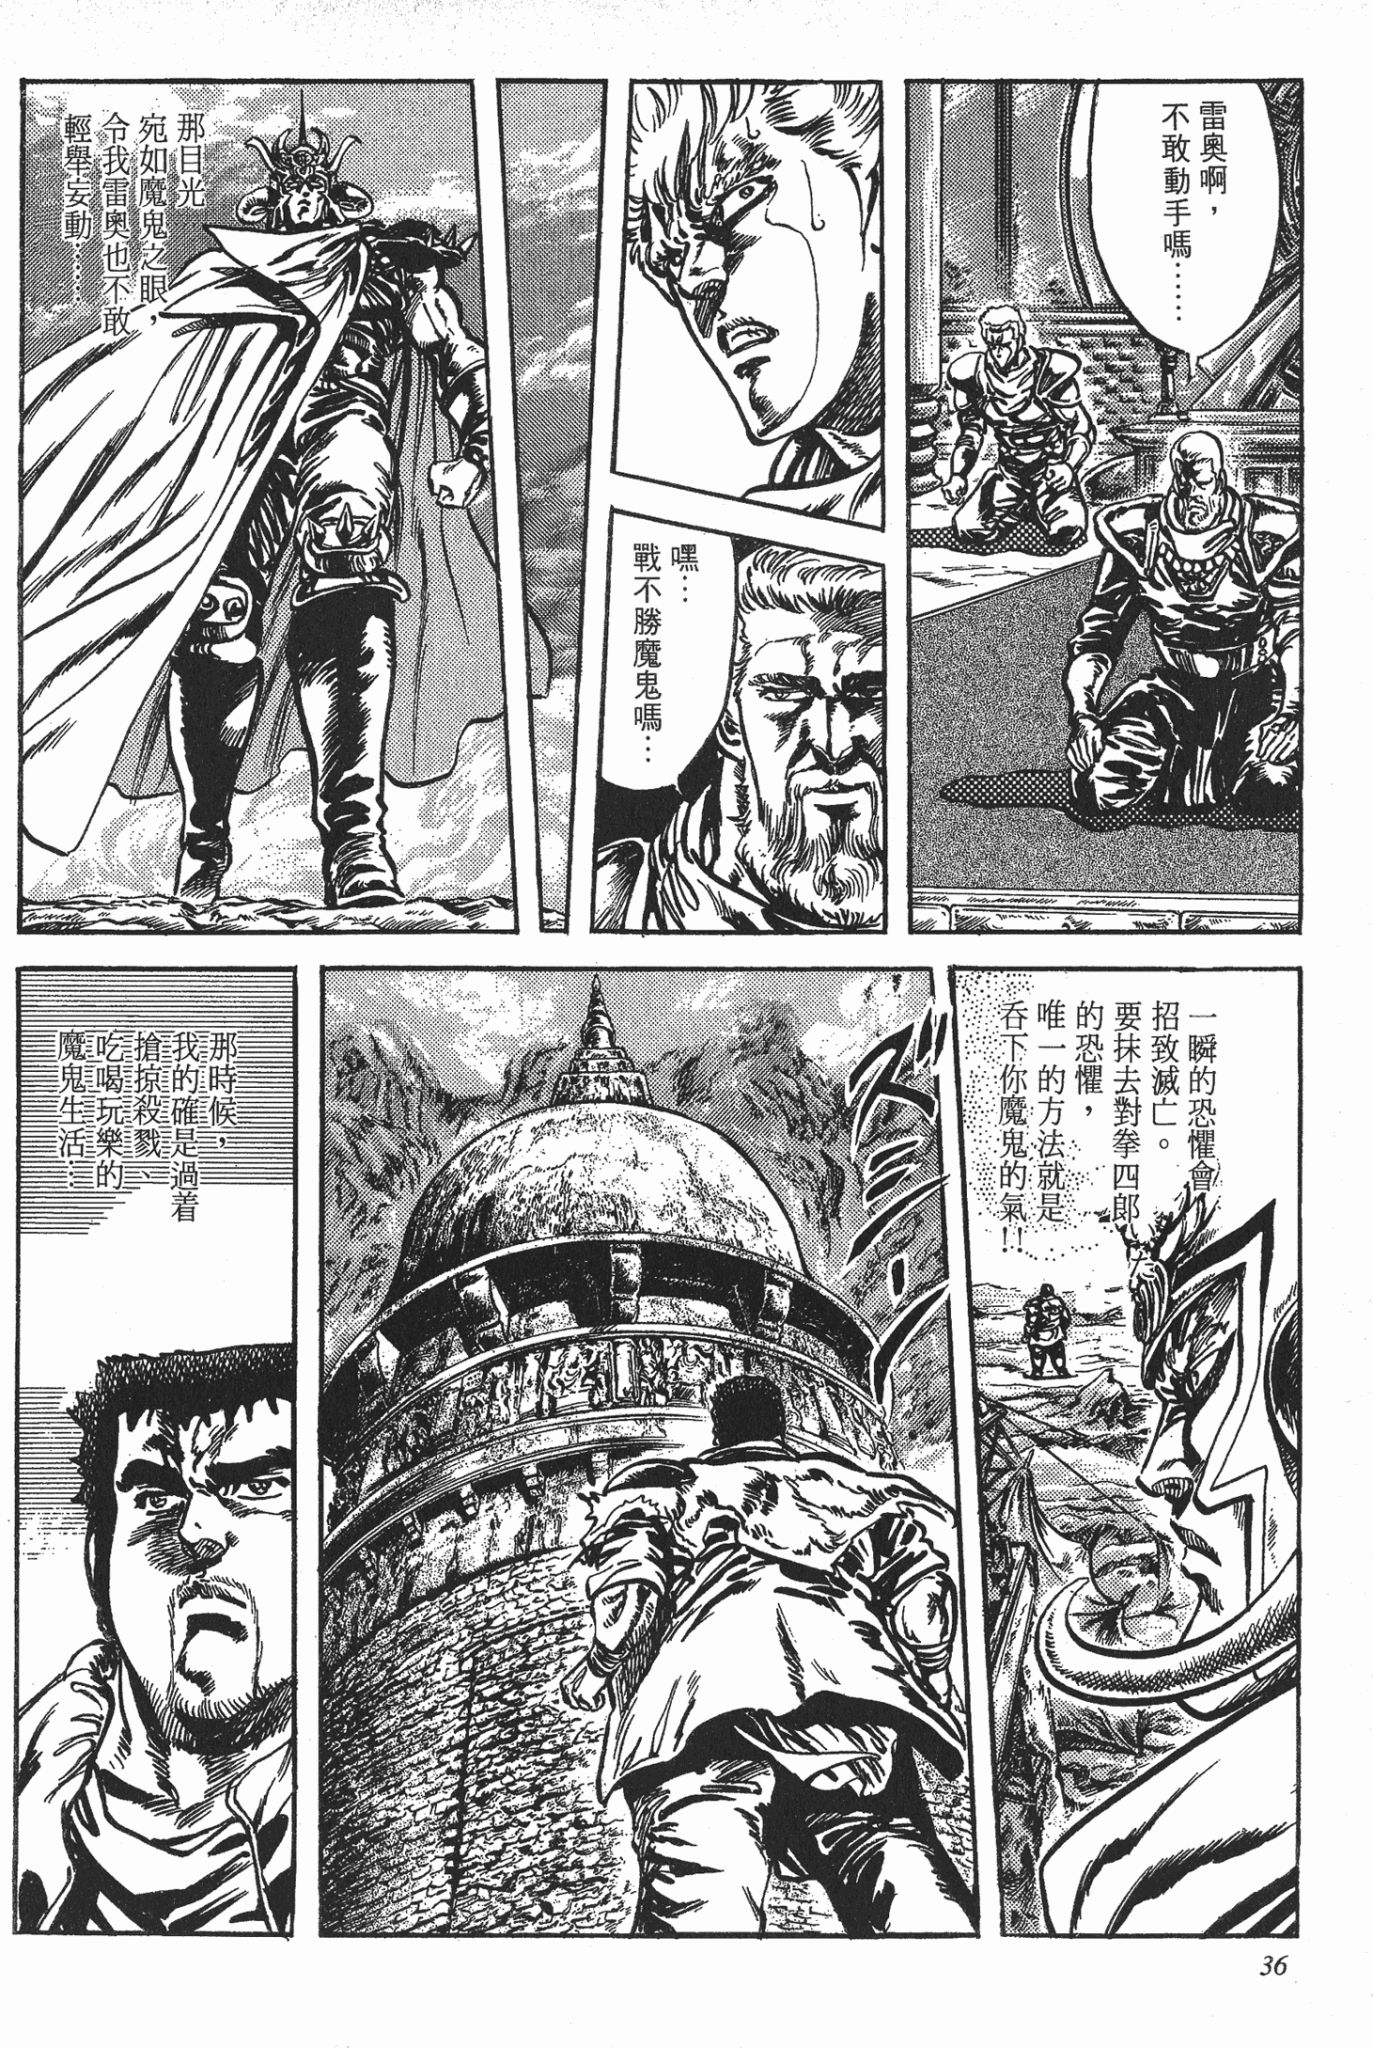 雷奧啊，
不敢動手嗎……
嘿…
戰不勝魔鬼嗎…
那目光
宛如魔鬼之眼，
令我雷奧也不敢
輕舉妄動……
一瞬的恐懼會
招致滅亡。
要抹去對拳四郎
的恐懼，
唯一的方法就是
吞下你魔鬼的氣!!
ズズーン
那時候，
我的確是過着
搶掠殺戮、
吃喝玩樂的
魔鬼生活…
36